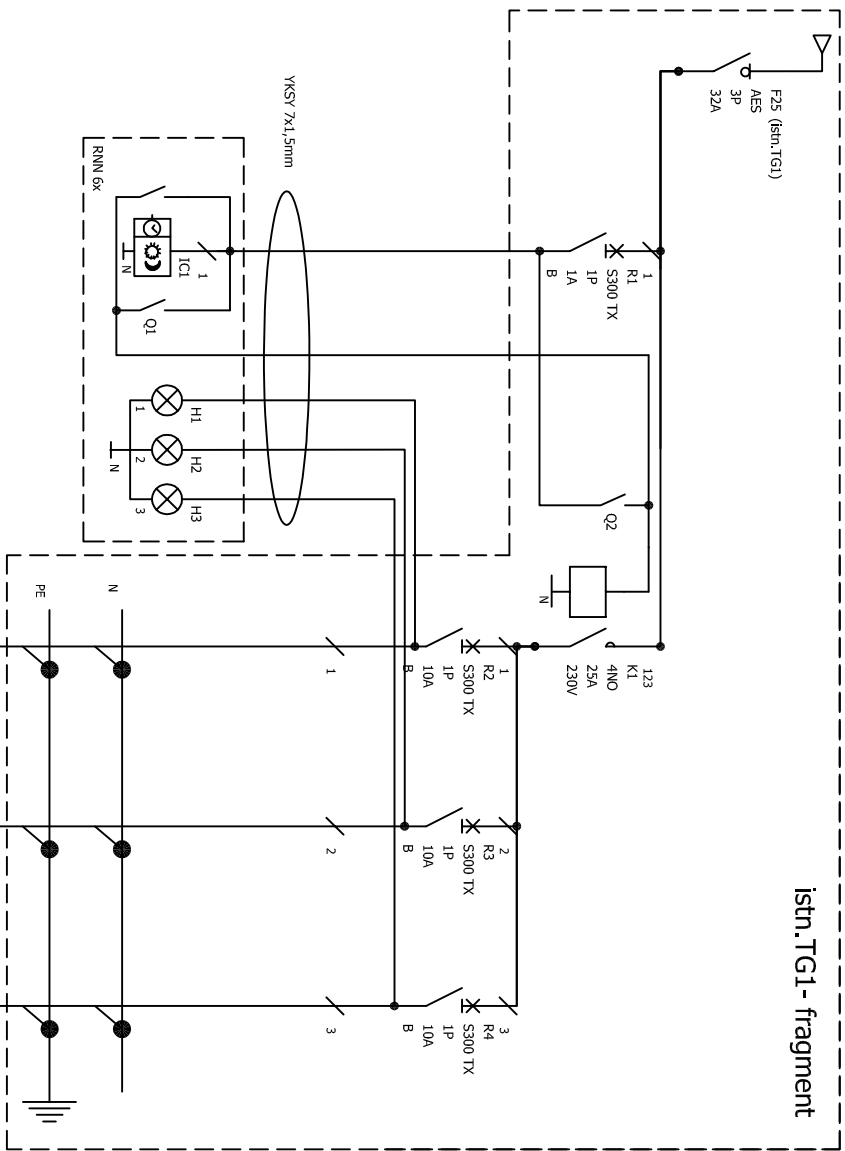 istn.TG1- fragment
F25 (istn.TG1)
AES
3P
32A
1
R1
S300 TX
1P
1A
B
YKSY 7x1,5mm
RNN 6x
1
IC1
N
Q1
H1
1
H2
2
N
H3
3
Q2
N
123
K1
4NO
25A
230V
1
R2
S300 TX
1P
10A
B
2
R3
S300 TX
1P
10A
B
3
R4
S300 TX
1P
10A
B
1
2
3
N
PE